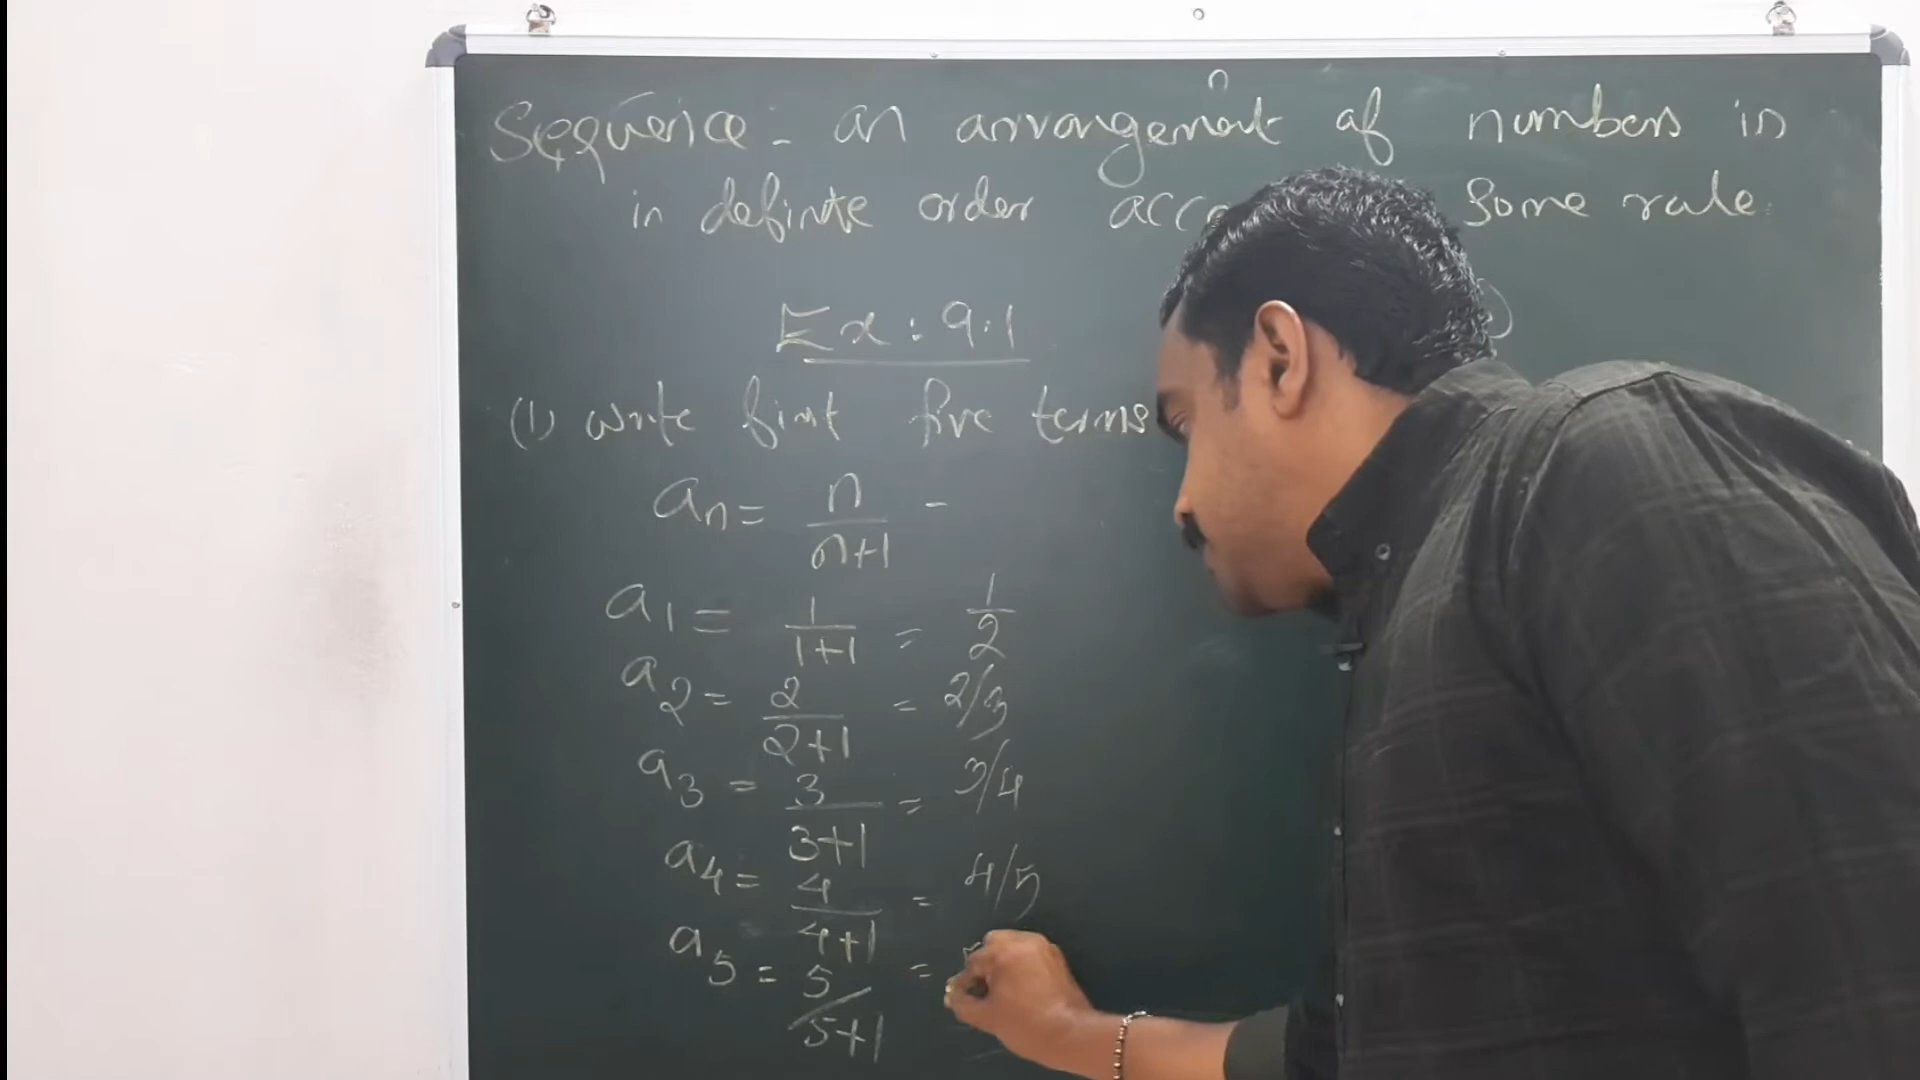 Sequence:- an arrangement of numbers in
in definite order acco some rule.
Ex: 9.1
(1) write first five terms
an = n/n+1 -
a1 = 1/1+1 = 1/2
a2 = 2/2+1 = 2/3
a3 = 3/3+1 = 3/4
a4 = 4/4+1 = 4/5
a5 = 5/5+1 =